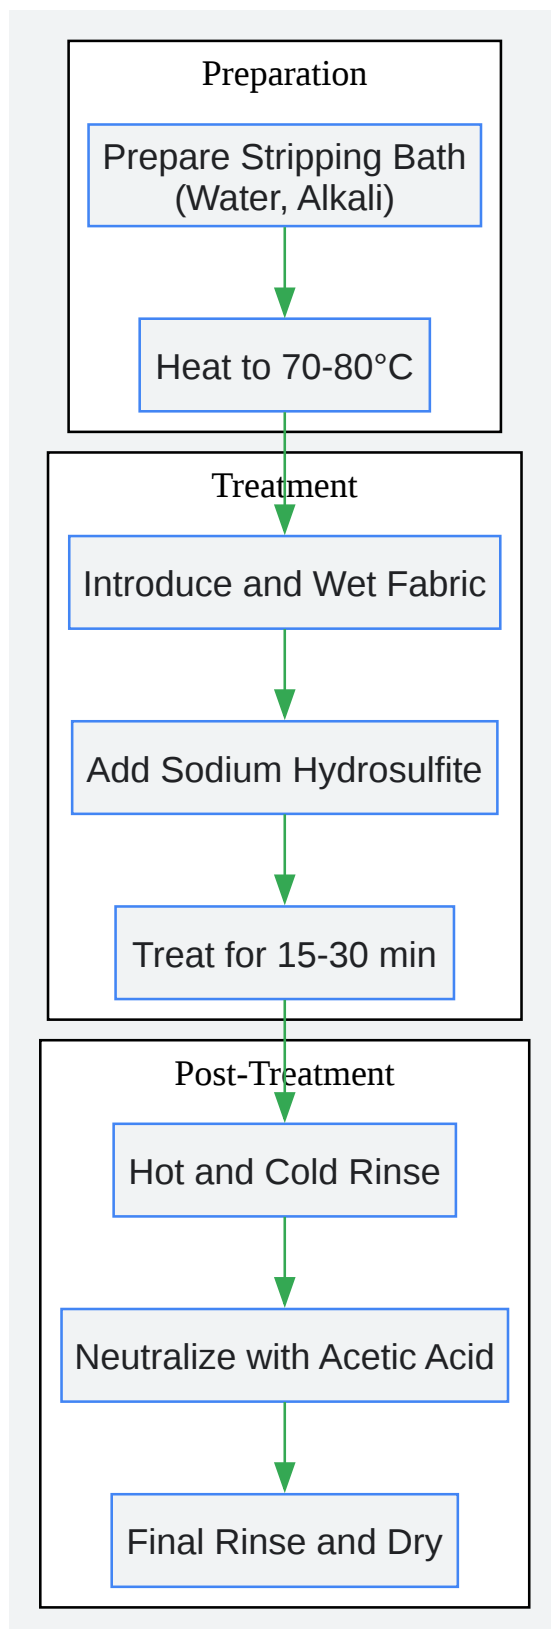 Preparation
Prepare Stripping Bath
(Water, Alkali)
Heat to 70-80°C
Treatment
Introduce and Wet Fabric
Add Sodium Hydrosulfite
Treat for 15-30 min
Post-Treatment
Hot and Cold Rinse
Neutralize with Acetic Acid
Final Rinse and Dry